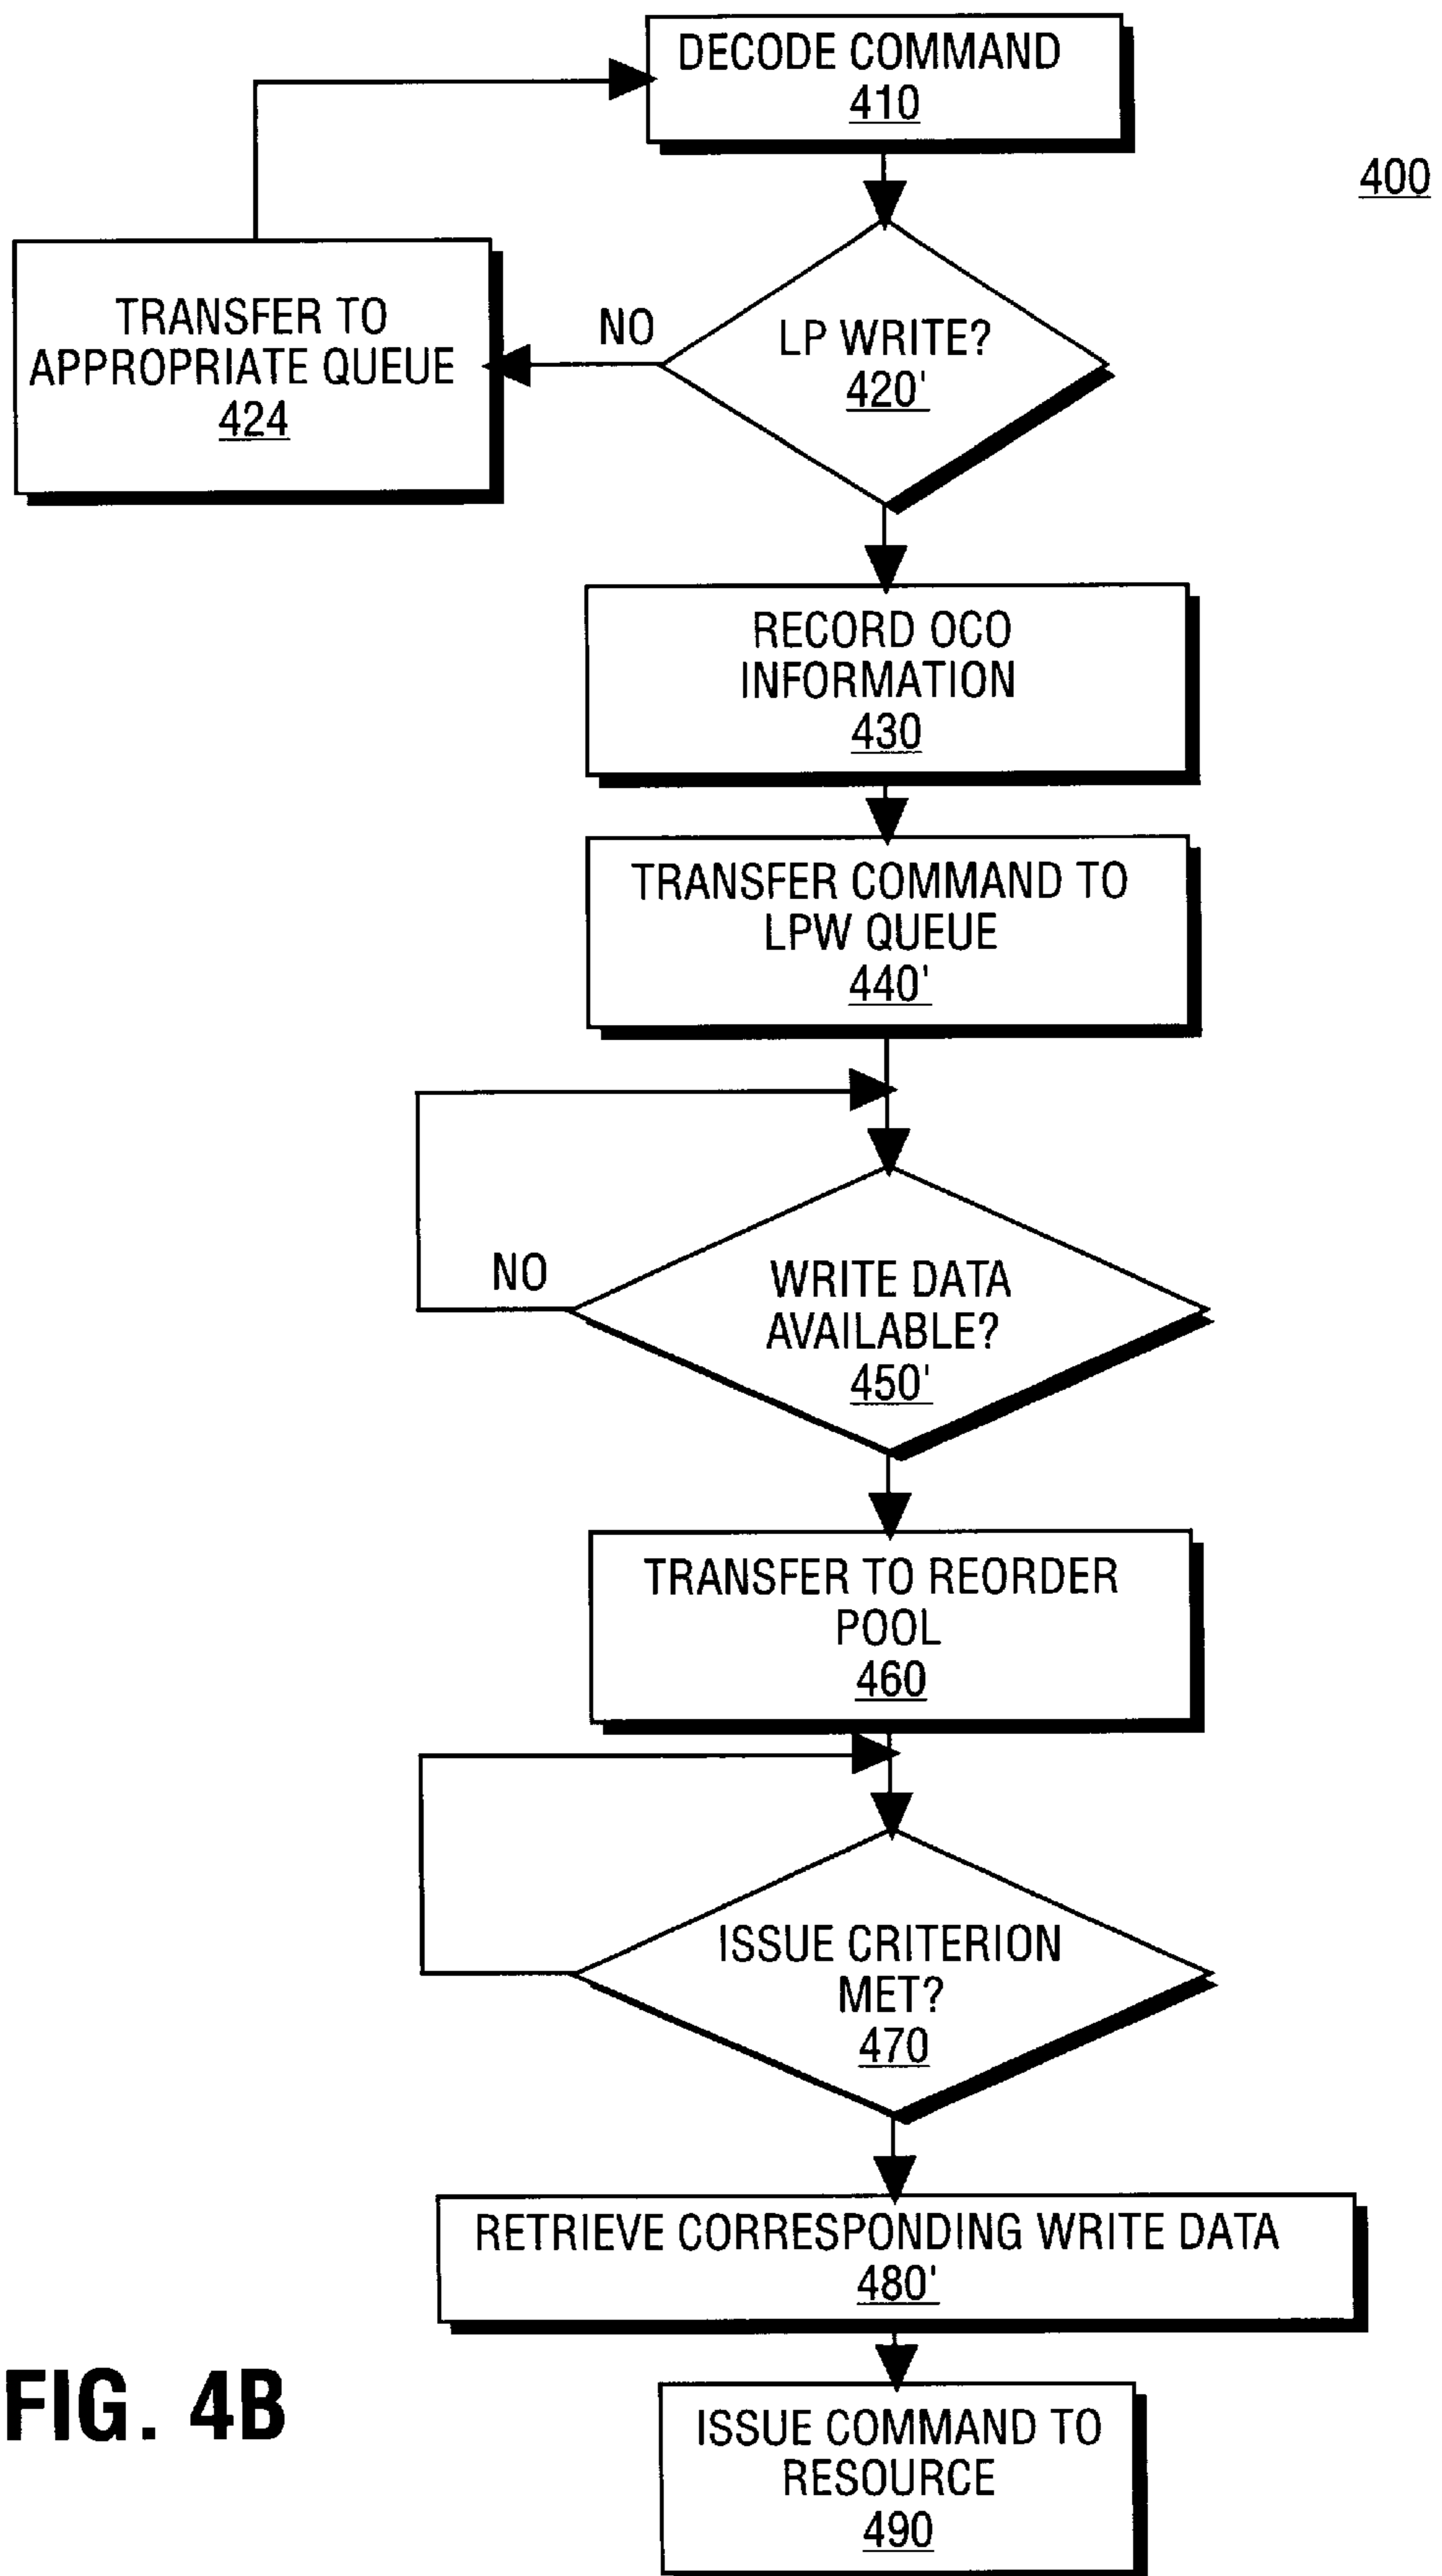 DECODE COMMAND
410
400
TRANSFER TO
APPROPRIATE QUEUE
424
NO
LP WRITE?
420'
RECORD OCO
INFORMATION
430
TRANSFER COMMAND TO
LPW QUEUE
440'
NO
WRITE DATA
AVAILABLE?
450'
TRANSFER TO REORDER
POOL
460
ISSUE CRITERION
MET?
470
RETRIEVE CORRESPONDING WRITE DATA
480'
ISSUE COMMAND TO
RESOURCE
490
FIG. 4B